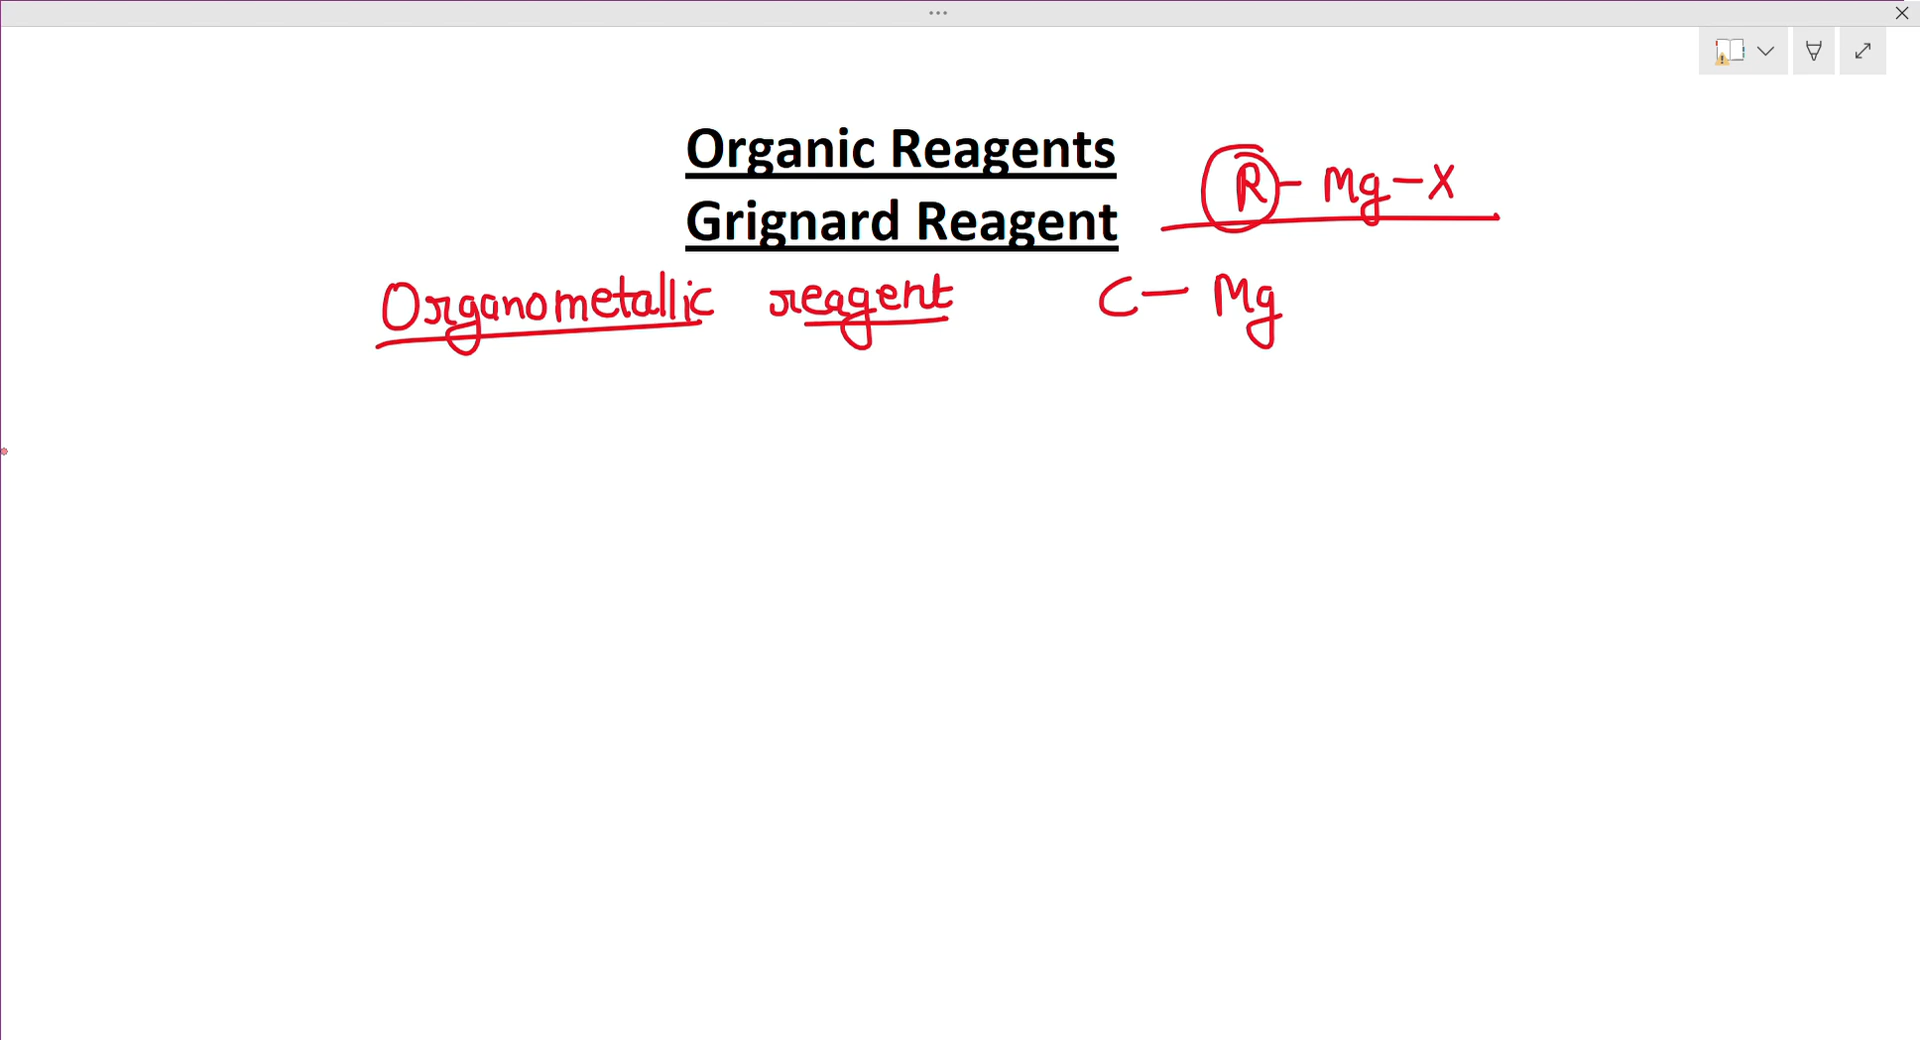 Organic Reagents
Grignard Reagent
R - Mg - X
Organometallic reagent
C - Mg